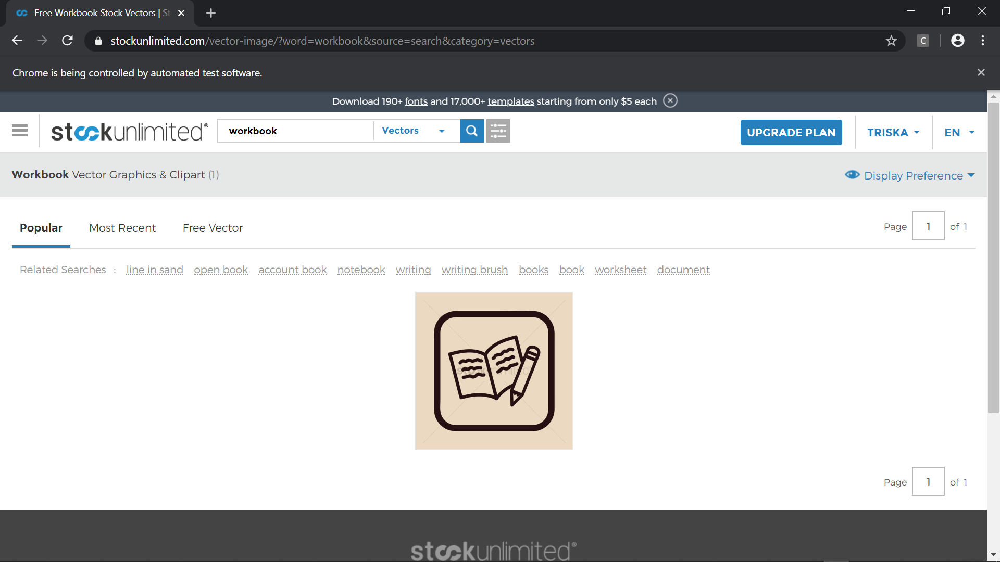 Free Workbook Stock Vectors | St
stockunlimited.com/vector-image/?word=workbook&source=search&category=vectors
C
Chrome is being controlled by automated test software.
Download 190+ fonts and 17,000+ templates starting from only $5 each
stockunlimited®
workbook
Vectors
UPGRADE PLAN
TRISKA
EN
Workbook Vector Graphics & Clipart (1)
Display Preference
Popular
Most Recent
Free Vector
Page 1 of 1
Related Searches : line in sand open book account book notebook writing writing brush books book worksheet document
stockunlimited
Page 1 of 1
stockunlimited®